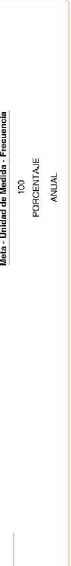 Meta - Unidad de Medida - Frecuencia
100
PORCENTAJE
ANUAL